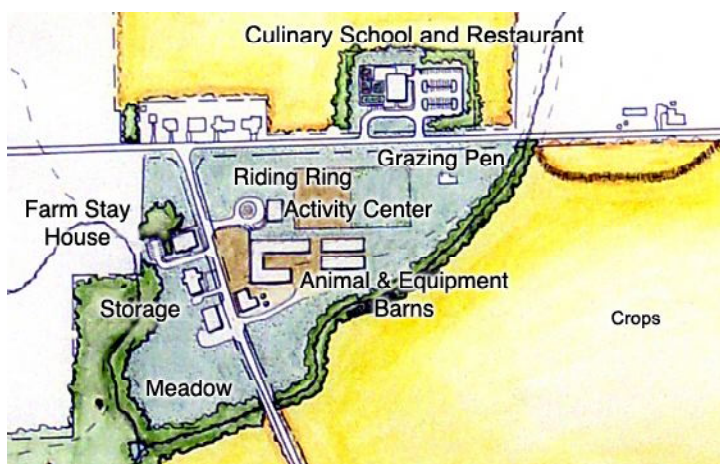 Culinary School and Restaurant
Grazing Pen
Riding Ring
Farm Stay
House
Activity Center
Animal & Equipment
Barns
Storage
Crops
Meadow